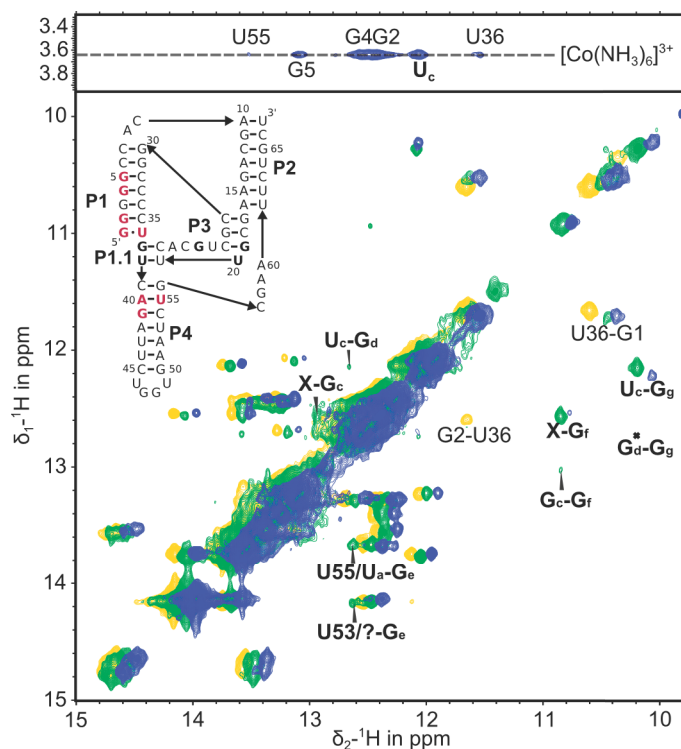 3.4
3.6
3.8
U55
G4G2
U36
G5
Uc
[Co(NH3)6]3+
10
11
12
13
14
15
δ1-1H in ppm
15
14
13
12
11
10
δ2-1H in ppm
P1
P2
P3
P1.1
P4
5'
3'
5
10
15
20
30
35
40
45
50
55
60
65
U36-G1
Uc-Gd
X-Gc
G2-U36
Uc-Gg
X-Gf
Gd-Gg
Gc-Gf
U55/Ua-Ge
U53/?-Ge
A
C
C
C
G
G
G
G
G
G
G
C
C
C
C
U
G
U
C
U
A
C
G
U
C
C
G
A
G
C
A
G
A
A
G
C
G
U
U
C
G
U
C
U
U
A
A
G
C
C
A
G
A
U
U
C
G
G
U
G
A
A
U
C
U
G